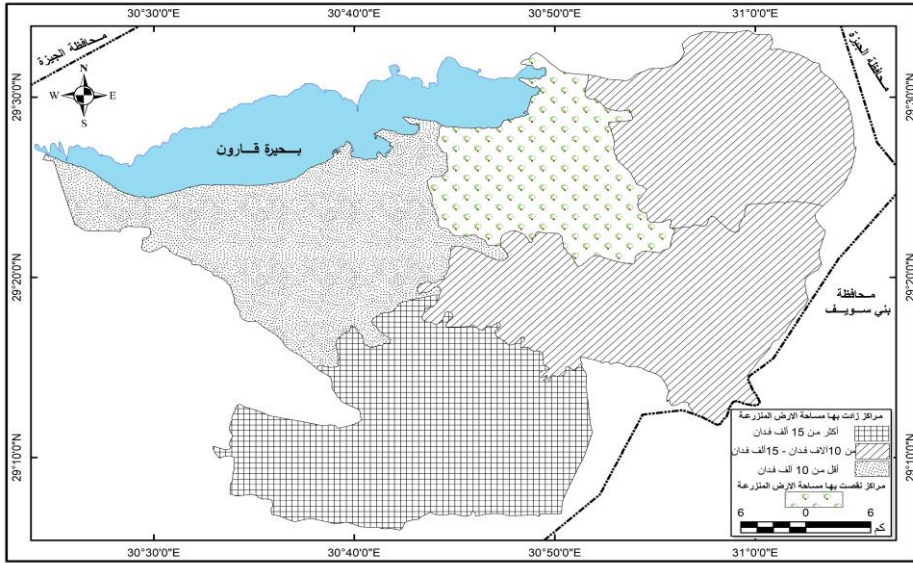 30°30'0"E 30°40'0"E 30°50'0"E 31°0'0"E
محافظة الجيزة
محافظة الجيزة
N
W E
S
29°30'0"N 29°30'0"N
بحيرة قارون
29°20'0"N 29°20'0"N
محافظة
بني سويف
مراكز زادت بها مساحة الارض المنزرعة
أكثر من 15 ألف فدان
من 10آلاف فدان - 15ألف فدان
أقل من 10 الف فدان
مراكز نقصت بها مساحة الارض المنزرعة
6 0 6
كم
29°10'0"N 29°10'0"N
30°30'0"E 30°40'0"E 30°50'0"E 31°0'0"E